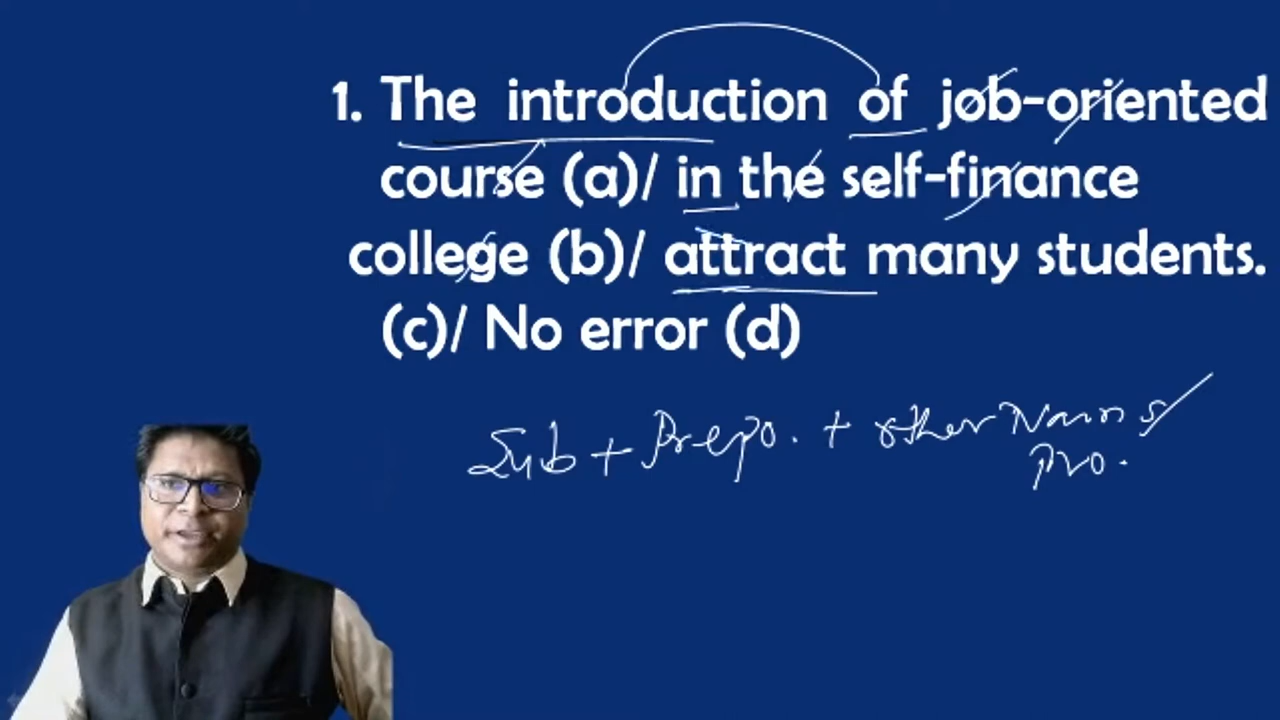 1. The introduction of job-oriented
course (a)/ in the self-finance
college (b)/ attract many students.
(c)/ No error (d)
Sub + Prepo. + other Noun s/
Pro.